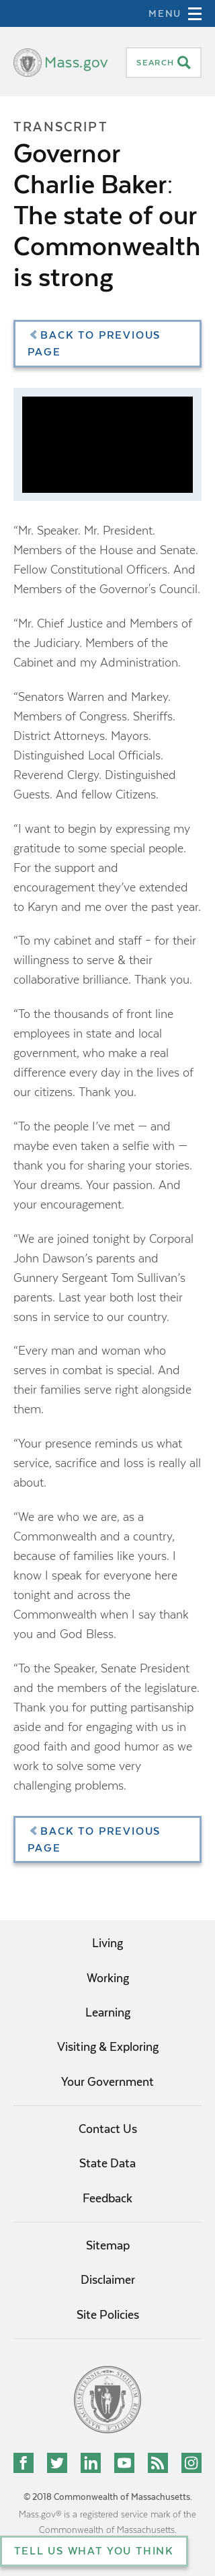 MENU
Mass.gov
SEARCH
TRANSCRIPT
Governor
Charlie Baker:
The state of our
Commonwealth
is strong
BACK TO PREVIOUS
PAGE
“Mr. Speaker. Mr. President.
Members of the House and Senate.
Fellow Constitutional Officers. And
Members of the Governor’s Council.
“Mr. Chief Justice and Members of
the Judiciary. Members of the
Cabinet and my Administration.
“Senators Warren and Markey.
Members of Congress. Sheriffs.
District Attorneys. Mayors.
Distinguished Local Officials.
Reverend Clergy. Distinguished
Guests. And fellow Citizens.
“I want to begin by expressing my
gratitude to some special people.
For the support and
encouragement they’ve extended
to Karyn and me over the past year.
“To my cabinet and staff – for their
willingness to serve & their
collaborative brilliance. Thank you.
“To the thousands of front line
employees in state and local
government, who make a real
difference every day in the lives of
our citizens. Thank you.
“To the people I’ve met — and
maybe even taken a selfie with —
thank you for sharing your stories.
Your dreams. Your passion. And
your encouragement.
“We are joined tonight by Corporal
John Dawson’s parents and
Gunnery Sergeant Tom Sullivan’s
parents. Last year both lost their
sons in service to our country.
“Every man and woman who
serves in combat is special. And
their families serve right alongside
them.
“Your presence reminds us what
service, sacrifice and loss is really all
about.
“We are who we are, as a
Commonwealth and a country,
because of families like yours. I
know I speak for everyone here
tonight and across the
Commonwealth when I say thank
you and God Bless.
“To the Speaker, Senate President
and the members of the legislature.
Thank you for putting partisanship
aside and for engaging with us in
good faith and good humor as we
work to solve some very
challenging problems.
BACK TO PREVIOUS
PAGE
Living
Working
Learning
Visiting & Exploring
Your Government
Contact Us
State Data
Feedback
Sitemap
Disclaimer
Site Policies
© 2018 Commonwealth of Massachusetts.
Mass.gov® is a registered service mark of the
Commonwealth of Massachusetts.
TELL US WHAT YOU THINK